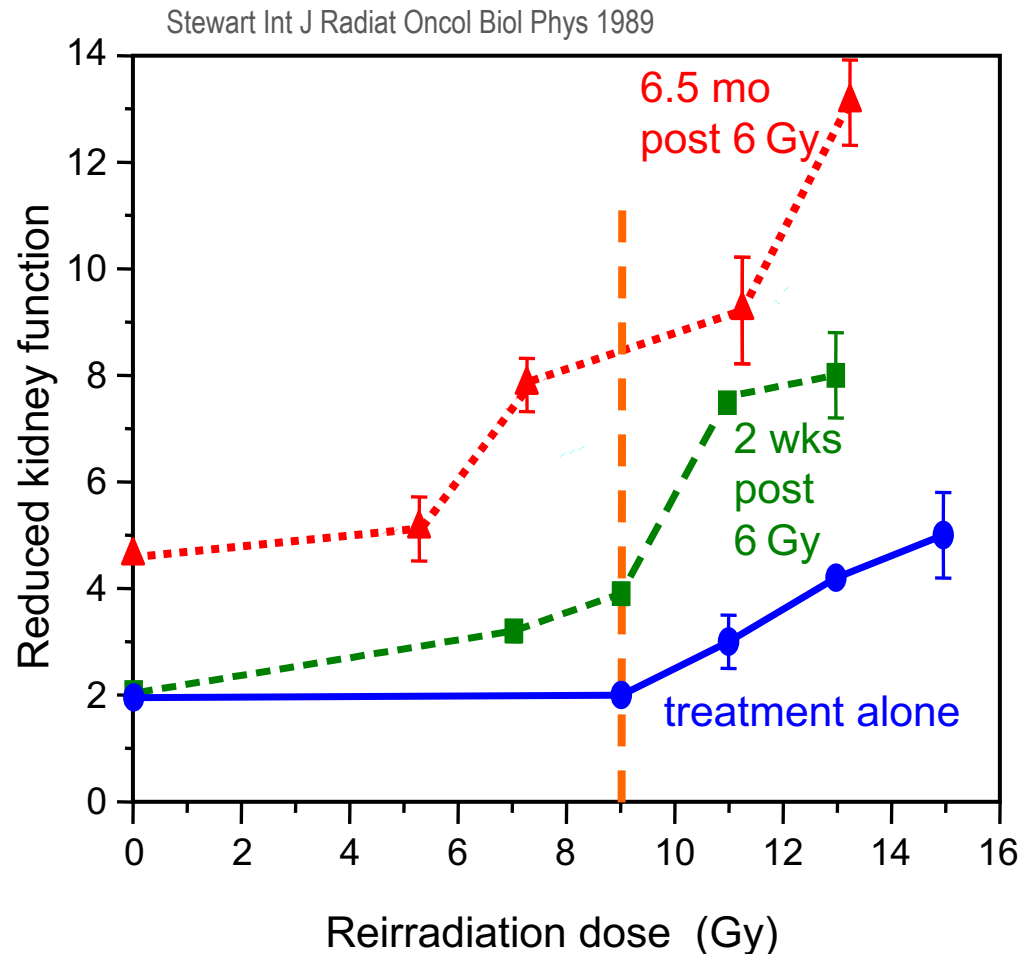 Stewart Int J Radiat Oncol Biol Phys 1989
14
12
10
8
6
4
2
0
Reduced kidney function
6.5 mo
post 6 Gy
2 wks
post
6 Gy
treatment alone
0 2 4 6 8 10 12 14 16
Reirradiation dose (Gy)